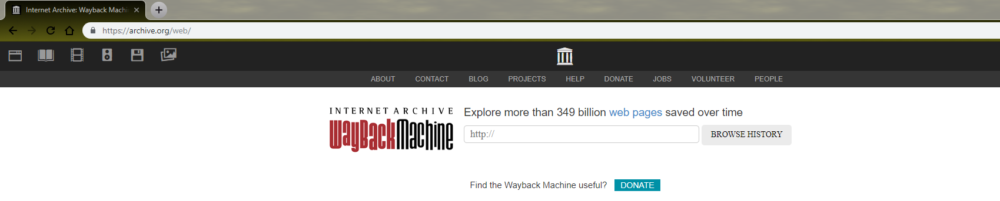 Internet Archive: Wayback Machi
https://archive.org/web/
ABOUT CONTACT BLOG PROJECTS HELP DONATE JOBS VOLUNTEER PEOPLE
INTERNET ARCHIVE
WayBackMachine
Explore more than 349 billion web pages saved over time
http:// BROWSE HISTORY
Find the Wayback Machine useful? DONATE